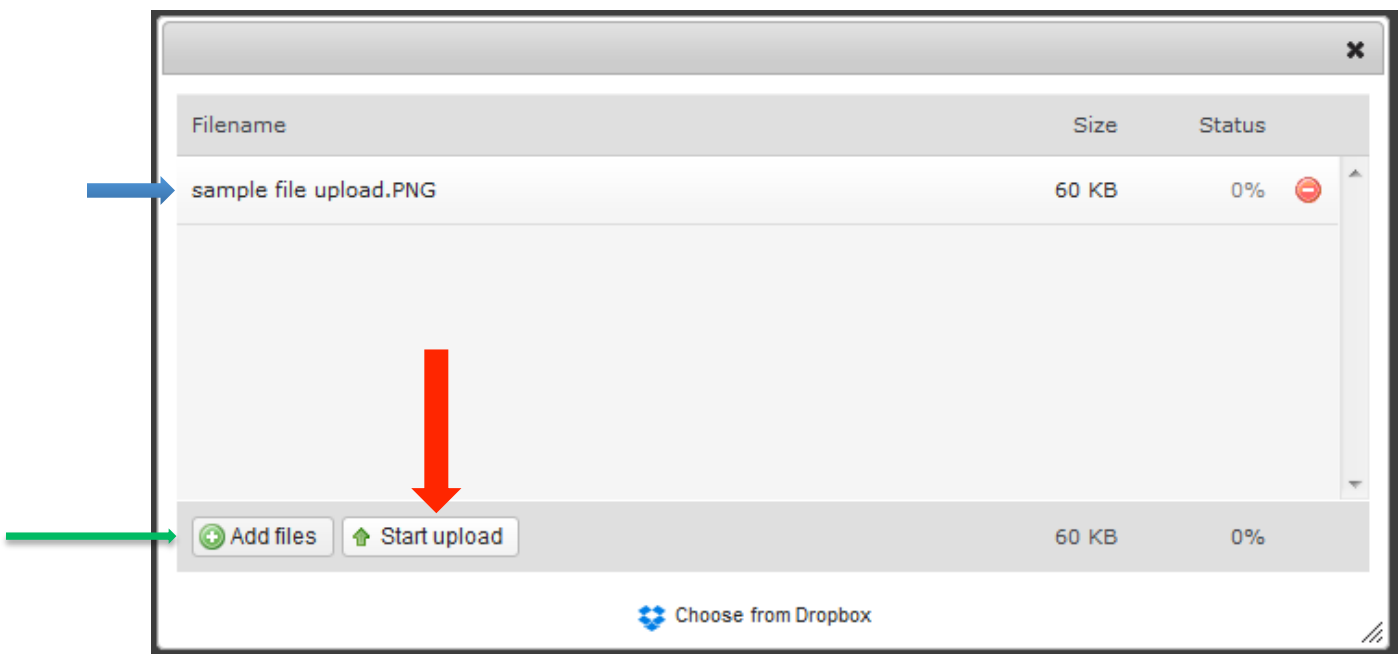 Filename Size Status
sample file upload.PNG 60 KB 0%
Add files Start upload 60 KB 0%
Choose from Dropbox